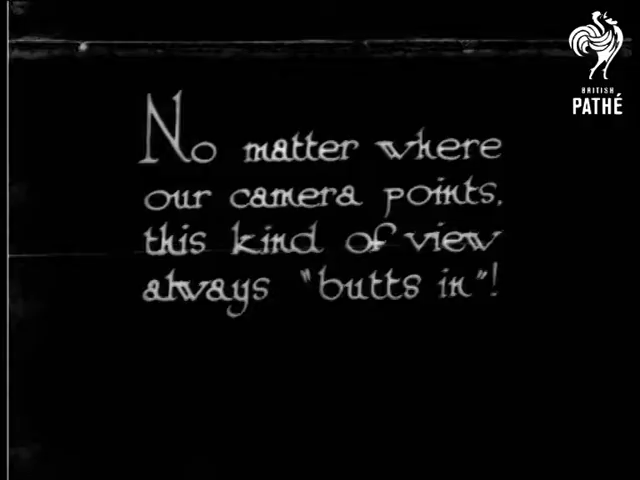 BRITISH
PATHÉ
No matter where
our camera points,
this kind of view
always "butts in"!